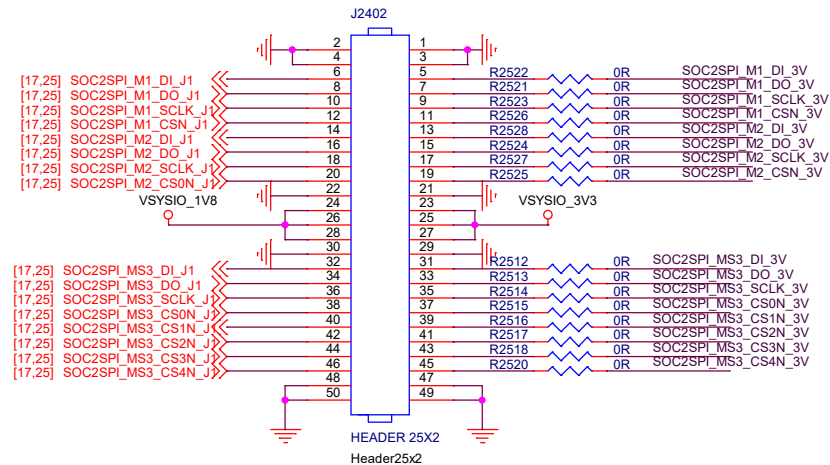 J2402
2 1
4 3
[17,25] SOC2SPI_M1_DI_J1 6 5 R2522 0R SOC2SPI_M1_DI_3V
[17,25] SOC2SPI_M1_DO_J1 8 7 R2521 0R SOC2SPI_M1_DO_3V
[17,25] SOC2SPI_M1_SCLK_J1 10 9 R2523 0R SOC2SPI_M1_SCLK_3V
[17,25] SOC2SPI_M1_CSN_J1 12 11 R2526 0R SOC2SPI_M1_CSN_3V
[17,25] SOC2SPI_M2_DI_J1 14 13 R2528 0R SOC2SPI_M2_DI_3V
[17,25] SOC2SPI_M2_DO_J1 16 15 R2524 0R SOC2SPI_M2_DO_3V
[17,25] SOC2SPI_M2_SCLK_J1 18 17 R2527 0R SOC2SPI_M2_SCLK_3V
[17,25] SOC2SPI_M2_CS0N_J1 20 19 R2525 0R SOC2SPI_M2_CSN_3V
22 21
VSYSIO_1V8 24 23 VSYSIO_3V3
26 25
28 27
30 29
[17,25] SOC2SPI_MS3_DI_J1 32 31 R2512 0R SOC2SPI_MS3_DI_3V
[17,25] SOC2SPI_MS3_DO_J1 34 33 R2513 0R SOC2SPI_MS3_DO_3V
[17,25] SOC2SPI_MS3_SCLK_J1 36 35 R2514 0R SOC2SPI_MS3_SCLK_3V
[17,25] SOC2SPI_MS3_CS0N_J1 38 37 R2515 0R SOC2SPI_MS3_CS0N_3V
[17,25] SOC2SPI_MS3_CS1N_J1 40 39 R2516 0R SOC2SPI_MS3_CS1N_3V
[17,25] SOC2SPI_MS3_CS2N_J1 42 41 R2517 0R SOC2SPI_MS3_CS2N_3V
[17,25] SOC2SPI_MS3_CS3N_J1 44 43 R2518 0R SOC2SPI_MS3_CS3N_3V
[17,25] SOC2SPI_MS3_CS4N_J1 46 45 R2520 0R SOC2SPI_MS3_CS4N_3V
48 47
50 49
HEADER 25X2
Header25x2